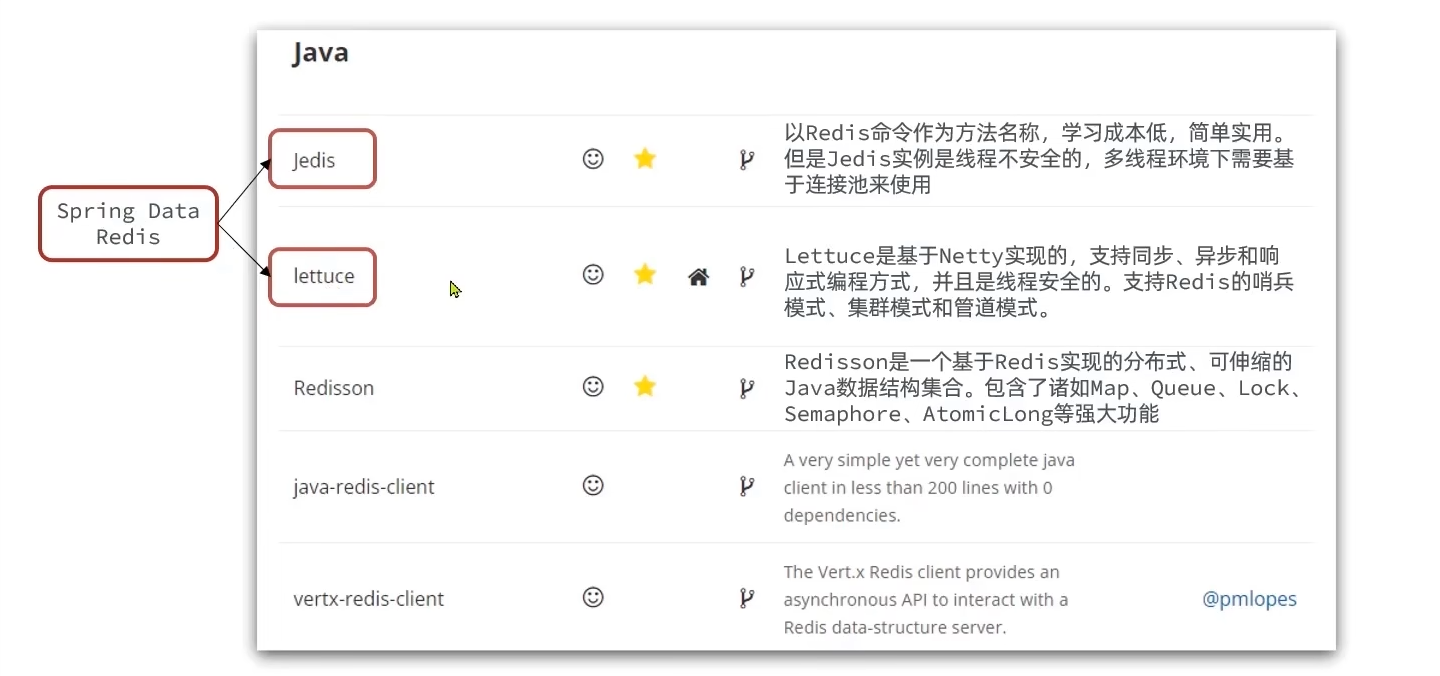 Java
Spring Data
Redis
Jedis
以Redis命令作为方法名称，学习成本低，简单实用。
但是Jedis实例是线程不安全的，多线程环境下需要基
于连接池来使用
lettuce
Lettuce是基于Netty实现的，支持同步、异步和响
应式编程方式，并且是线程安全的。支持Redis的哨兵
模式、集群模式和管道模式。
Redisson
Redisson是一个基于Redis实现的分布式、可伸缩的
Java数据结构集合。包含了诸如Map、Queue、Lock、
Semaphore、AtomicLong等强大功能
java-redis-client
A very simple yet very complete java
client in less than 200 lines with 0
dependencies.
vertx-redis-client
The Vert.x Redis client provides an
asynchronous API to interact with a
Redis data-structure server.
@pmlopes